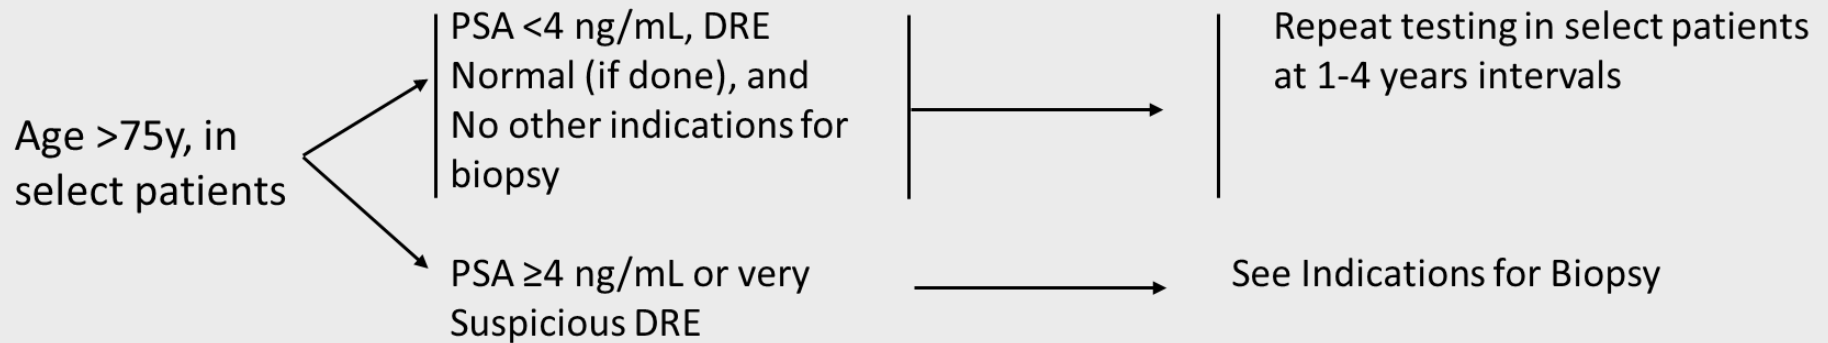 Age >75y, in
select patients
PSA <4 ng/mL, DRE
Normal (if done), and
No other indications for
biopsy
Repeat testing in select patients
at 1-4 years intervals
PSA ≥4 ng/mL or very
Suspicious DRE
See Indications for Biopsy